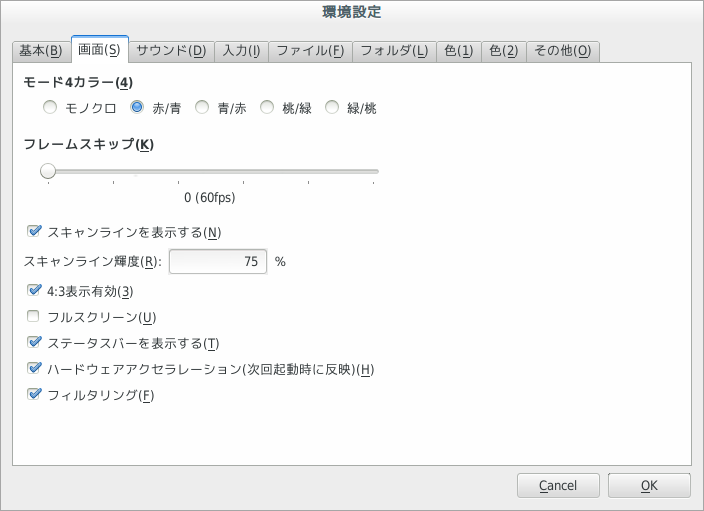 環境設定
基本(B) 画面(S) サウンド(D) 入力(I) ファイル(F) フォルダ(L) 色(1) 色(2) その他(O)
モード4カラー(4)
モノクロ 赤/青 青/赤 桃/緑 緑/桃
フレームスキップ(K)
0 (60fps)
スキャンラインを表示する(N)
スキャンライン輝度(R): 75 %
4:3表示有効(3)
フルスクリーン(U)
ステータスバーを表示する(T)
ハードウェアアクセラレーション(次回起動時に反映)(H)
フィルタリング(F)
Cancel OK